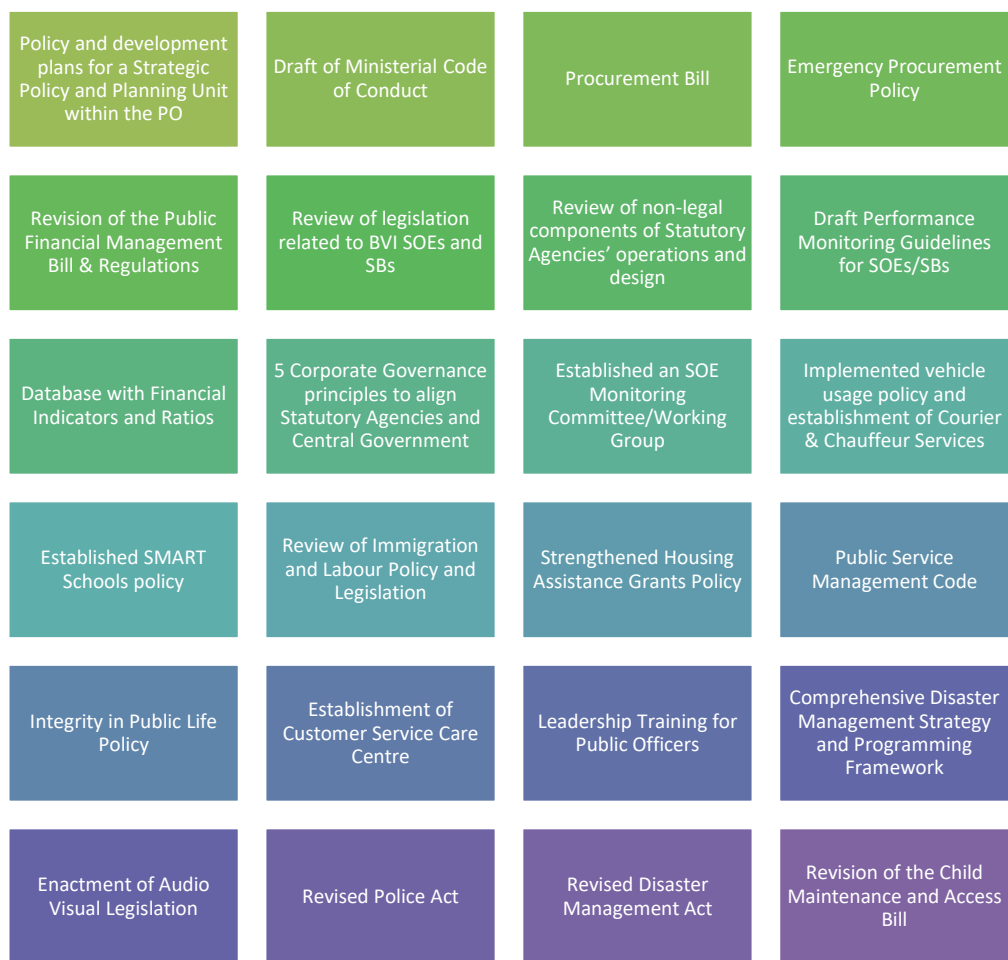 Policy and development
plans for a Strategic
Policy and Planning Unit
within the PO
Draft of Ministerial Code
of Conduct
Procurement Bill
Emergency Procurement
Policy
Revision of the Public
Financial Management
Bill & Regulations
Review of legislation
related to BVI SOEs and
SBs
Review of non-legal
components of Statutory
Agencies’ operations and
design
Draft Performance
Monitoring Guidelines
for SOEs/SBs
Database with Financial
Indicators and Ratios
5 Corporate Governance
principles to align
Statutory Agencies and
Central Government
Established an SOE
Monitoring
Committee/Working
Group
Implemented vehicle
usage policy and
establishment of Courier
& Chauffeur Services
Established SMART
Schools policy
Review of Immigration
and Labour Policy and
Legislation
Strengthened Housing
Assistance Grants Policy
Public Service
Management Code
Integrity in Public Life
Policy
Establishment of
Customer Service Care
Centre
Leadership Training for
Public Officers
Comprehensive Disaster
Management Strategy
and Programming
Framework
Enactment of Audio
Visual Legislation
Revised Police Act
Revised Disaster
Management Act
Revision of the Child
Maintenance and Access
Bill